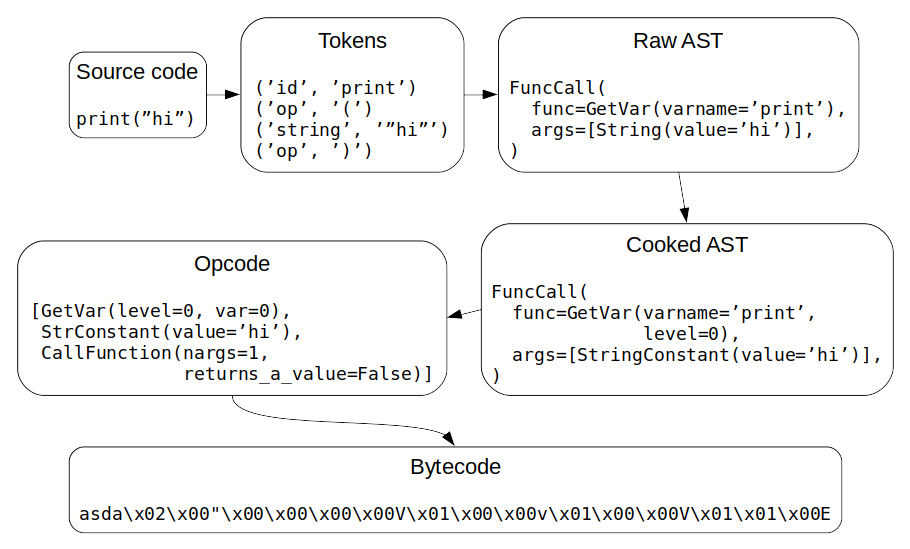 Source code
print(”hi”)
Tokens
(’id’, ’print’)
(’op’, ’(’)
(’string’, ’”hi”’)
(’op’, ’)’)
Raw AST
FuncCall(
  func=GetVar(varname=’print’),
  args=[String(value=’hi’)],
)
Cooked AST
FuncCall(
  func=GetVar(varname=’print’,
              level=0),
  args=[StringConstant(value=’hi’)],
)
Opcode
[GetVar(level=0, var=0),
 StrConstant(value=’hi’),
 CallFunction(nargs=1,
              returns_a_value=False)]
Bytecode
asda\x02\x00"\x00\x00\x00\x00V\x01\x00\x00v\x01\x00\x00V\x01\x01\x00E